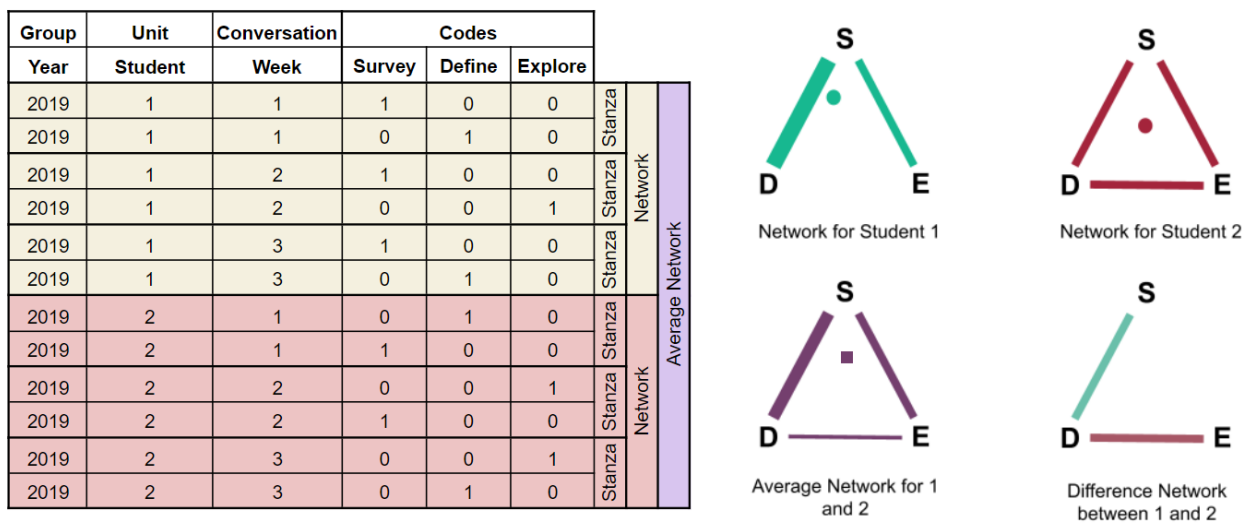 Group Unit Conversation Codes
Year Student Week Survey Define Explore
2019 1 1 1 0 0
2019 1 1 0 1 0
Stanza
2019 1 2 1 0 0
2019 1 2 0 0 1
Stanza
2019 1 3 1 0 0
2019 1 3 0 1 0
Stanza
Network
2019 2 1 0 1 0
2019 2 1 1 0 0
Stanza
2019 2 2 0 0 1
2019 2 2 1 0 0
Stanza
2019 2 3 0 0 1
2019 2 3 0 1 0
Stanza
Network
Average Network
S
D E
Network for Student 1
S
D E
Network for Student 2
S
D E
Average Network for 1
and 2
S
D E
Difference Network
between 1 and 2